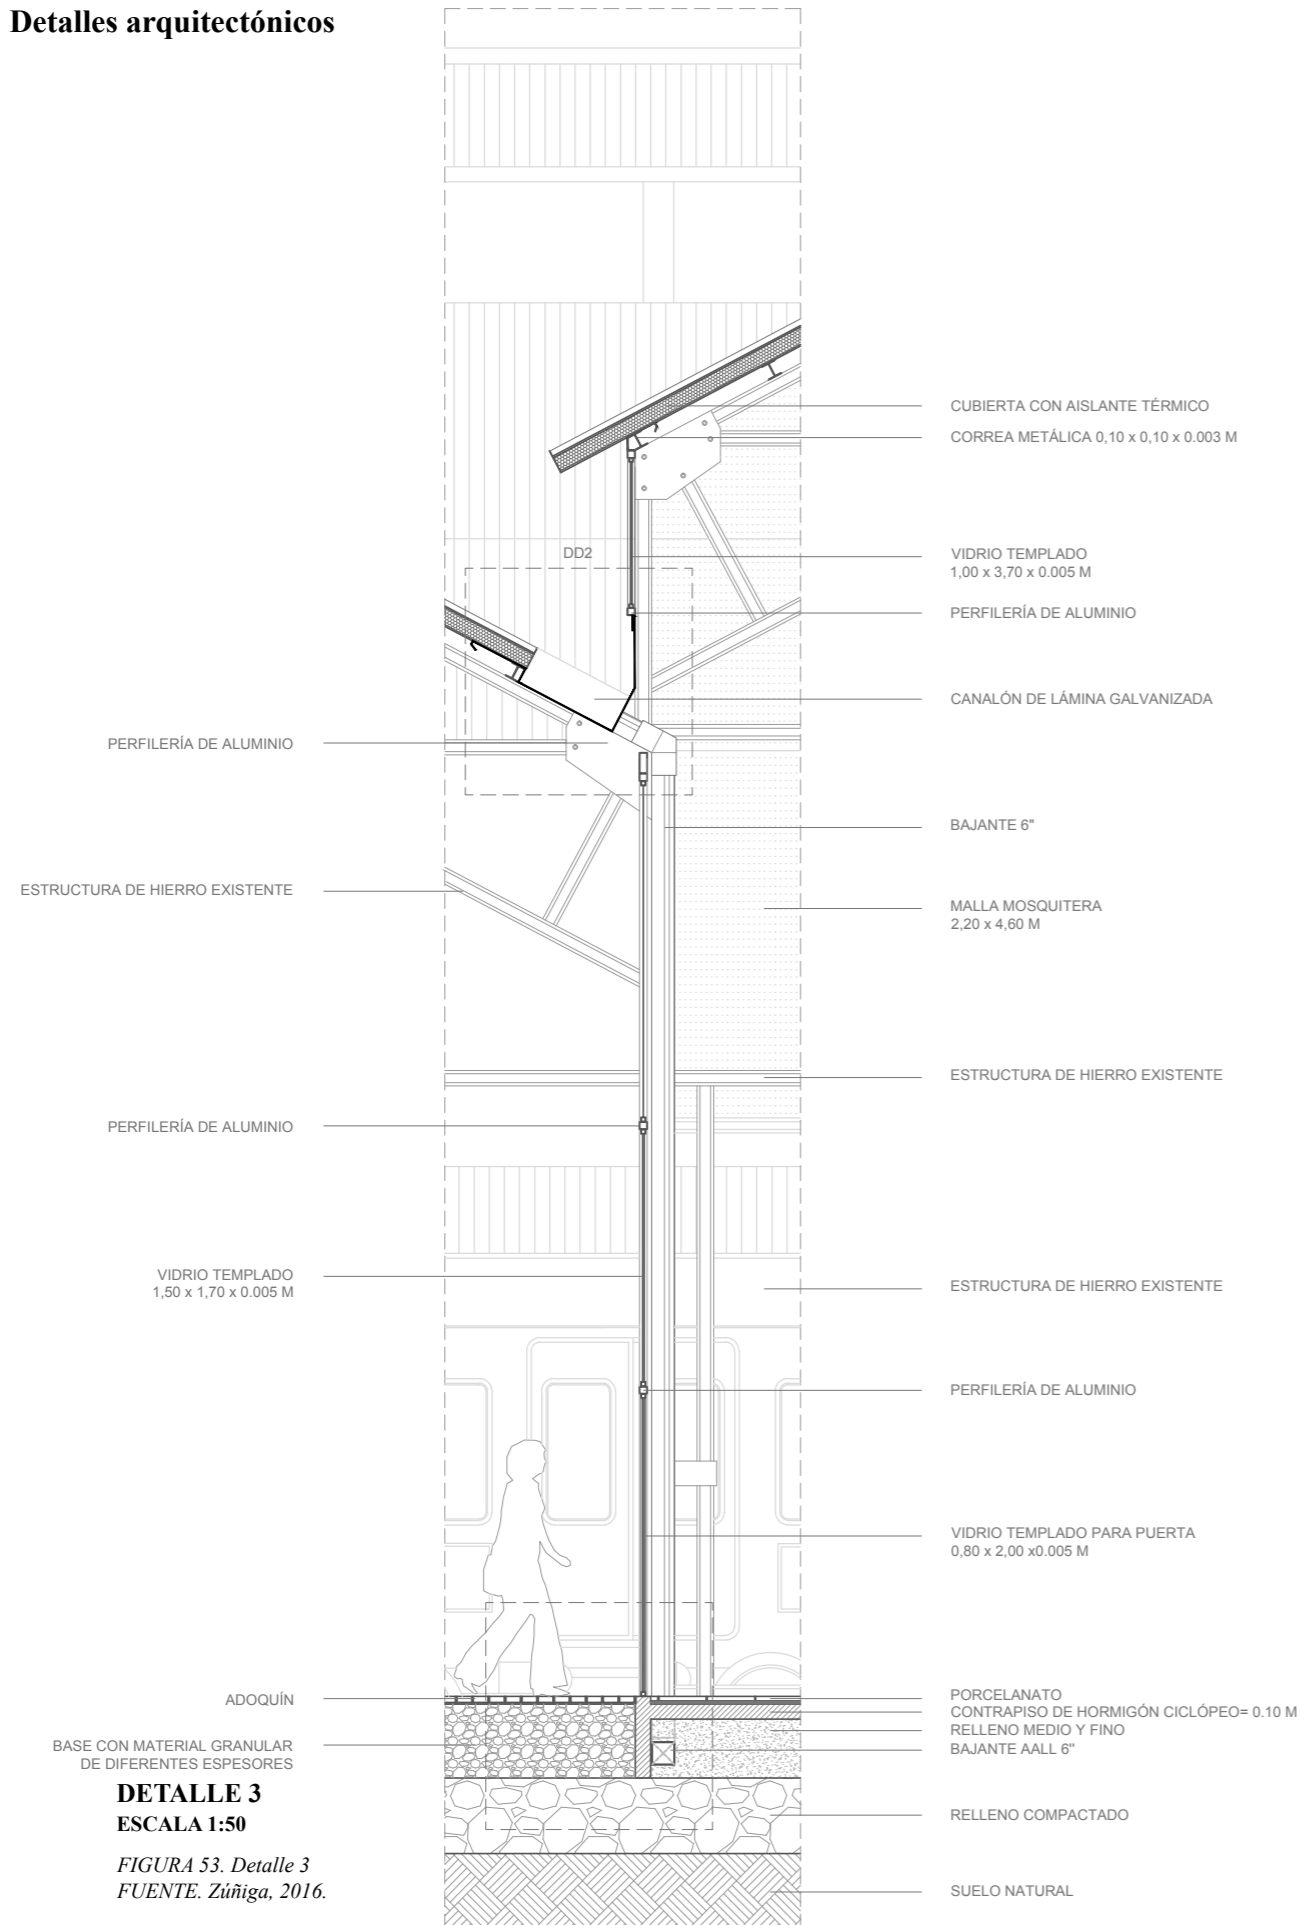 Detalles arquitectónicos
CUBIERTA CON AISLANTE TÉRMICO
CORREA METÁLICA 0,10 x 0,10 x 0.003 M
DD2
VIDRIO TEMPLADO
1,00 x 3,70 x 0.005 M
PERFILERÍA DE ALUMINIO
CANALÓN DE LÁMINA GALVANIZADA
PERFILERÍA DE ALUMINIO
BAJANTE 6"
ESTRUCTURA DE HIERRO EXISTENTE
MALLA MOSQUITERA
2,20 x 4,60 M
ESTRUCTURA DE HIERRO EXISTENTE
PERFILERÍA DE ALUMINIO
VIDRIO TEMPLADO
1,50 x 1,70 x 0.005 M
ESTRUCTURA DE HIERRO EXISTENTE
PERFILERÍA DE ALUMINIO
VIDRIO TEMPLADO PARA PUERTA
0,80 x 2,00 x0.005 M
ADOQUÍN
PORCELANATO
CONTRAPISO DE HORMIGÓN CICLÓPEO= 0.10 M
RELLENO MEDIO Y FINO
BAJANTE AALL 6"
BASE CON MATERIAL GRANULAR
DE DIFERENTES ESPESORES
DETALLE 3
ESCALA 1:50
RELLENO COMPACTADO
FIGURA 53. Detalle 3
FUENTE. Zúñiga, 2016.
SUELO NATURAL